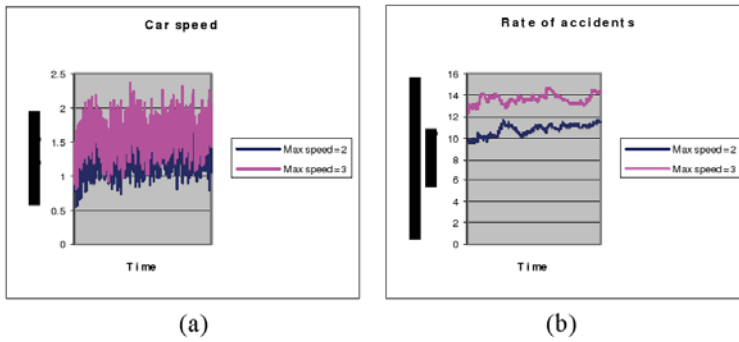 Car speed
2.5
2
1.5
1
0.5
0
Max speed=2
Max speed=3
Time
(a)
Rate of accidents
16
14
12
10
8
6
4
2
0
Max speed=2
Max speed=3
Time
(b)